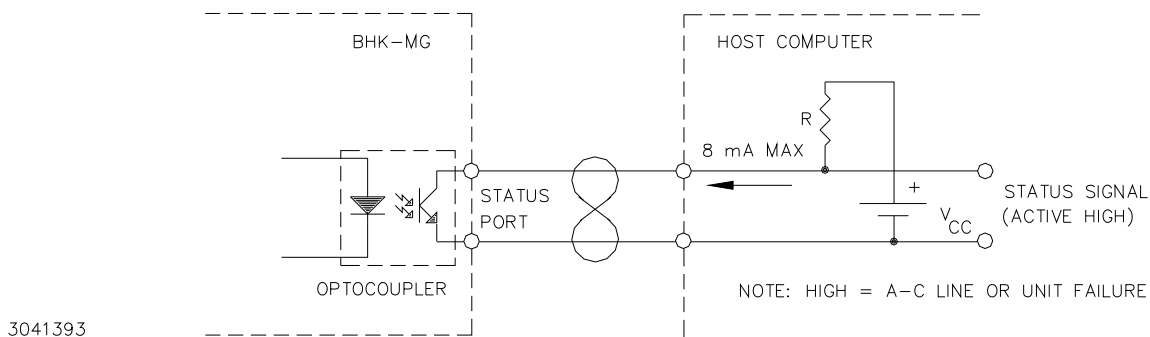 BHK-MG
HOST COMPUTER
R
8 mA MAX
+
STATUS
PORT
STATUS SIGNAL
(ACTIVE HIGH)
VCC
OPTOCOUPLER
NOTE: HIGH = A-C LINE OR UNIT FAILURE
3041393